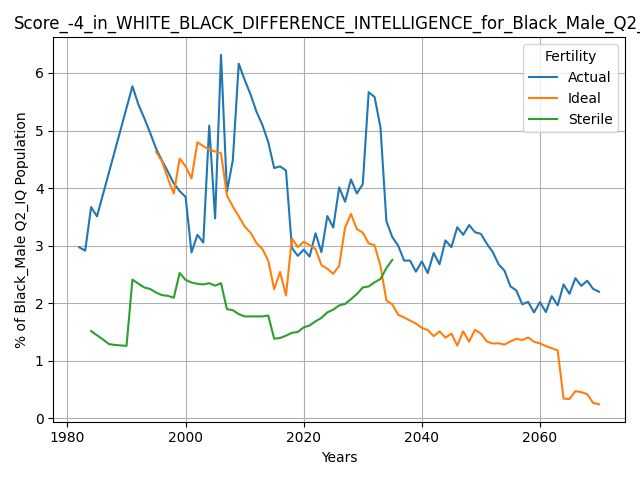 Score_-4_in_WHITE_BLACK_DIFFERENCE_INTELLIGENCE_for_Black_Male_Q2_
Fertility
Actual
Ideal
Sterile
% of Black_Male Q2_IQ Population
6
5
4
3
2
1
0
1980 2000 2020 2040 2060
Years